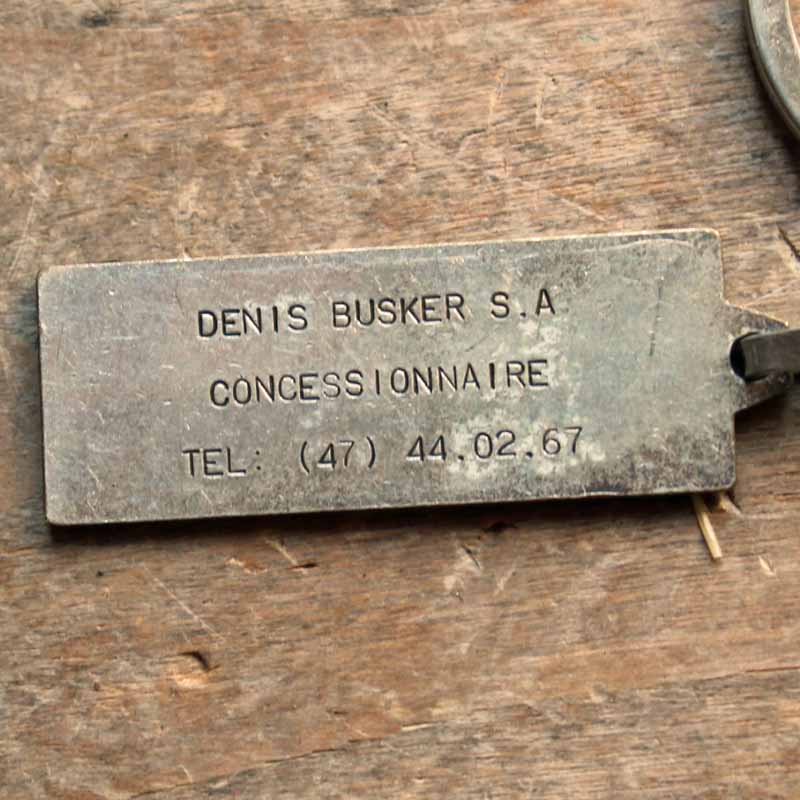 DENIS BUSKER S.A
CONCESSIONNAIRE
TEL: (47) 44.02.67